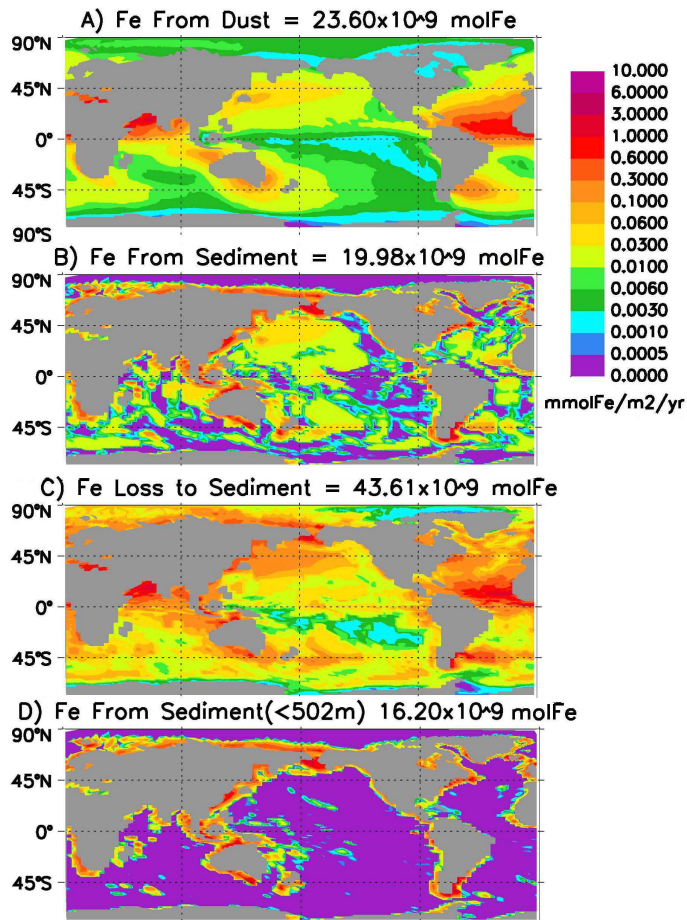 A) Fe From Dust = 23.60x10^9 molFe
90°N
45°N
0°
45°S
90°S
B) Fe From Sediment = 19.98x10^9 molFe
90°N
45°N
0°
45°S
C) Fe Loss to Sediment = 43.61x10^9 molFe
90°N
45°N
0°
45°S
D) Fe From Sediment(<502m) 16.20x10^9 molFe
90°N
45°N
0°
45°S
10.000
6.0000
3.0000
1.0000
0.6000
0.3000
0.1000
0.0600
0.0300
0.0100
0.0060
0.0030
0.0010
0.0005
0.0000
mmolFe/m2/yr